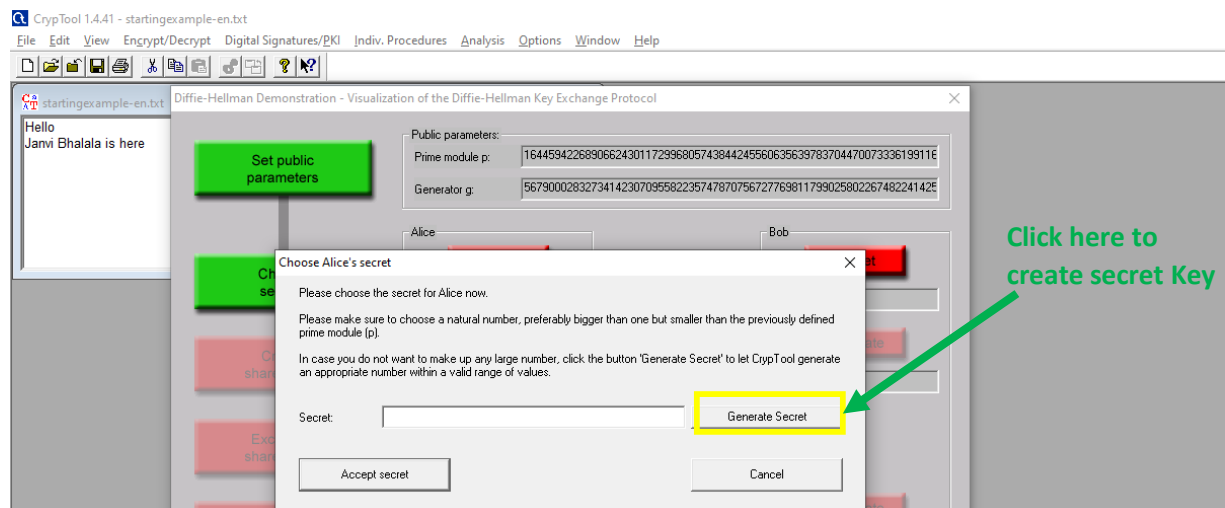 CrypTool 1.4.41 - startingexample-en.txt
File Edit View Encrypt/Decrypt Digital Signatures/PKI Indiv. Procedures Analysis Options Window Help
startingexample-en.txt
Hello
Janvi Bhalala is here
Diffie-Hellman Demonstration - Visualization of the Diffie-Hellman Key Exchange Protocol
Set public
parameters
Public parameters:
Prime module p: 16445942268906624301172996805743844245560635639783704470073336199116
Generator g: 56790002832734142307095582235747870756727769811799025802267482241425
Alice
Bob
Choose Alice's secret
Please choose the secret for Alice now.
Please make sure to choose a natural number, preferably bigger than one but smaller than the previously defined
prime module (p).
In case you do not want to make up any large number, click the button 'Generate Secret' to let CrypTool generate
an appropriate number within a valid range of values.
Secret:
Generate Secret
Accept secret
Cancel
Click here to
create secret Key